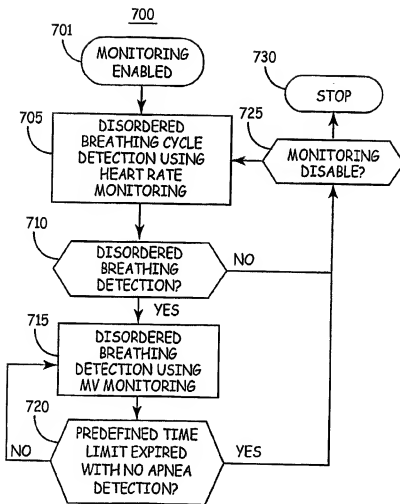 700
701
MONITORING
ENABLED
730
STOP
705
DISORDERED
BREATHING CYCLE
DETECTION USING
HEART RATE
MONITORING
725
MONITORING
DISABLE?
710
DISORDERED
BREATHING
DETECTION?
NO
YES
715
DISORDERED
BREATHING
DETECTION USING
MV MONITORING
720
PREDEFINED TIME
LIMIT EXPIRED
WITH NO APNEA
DETECTION?
NO
YES